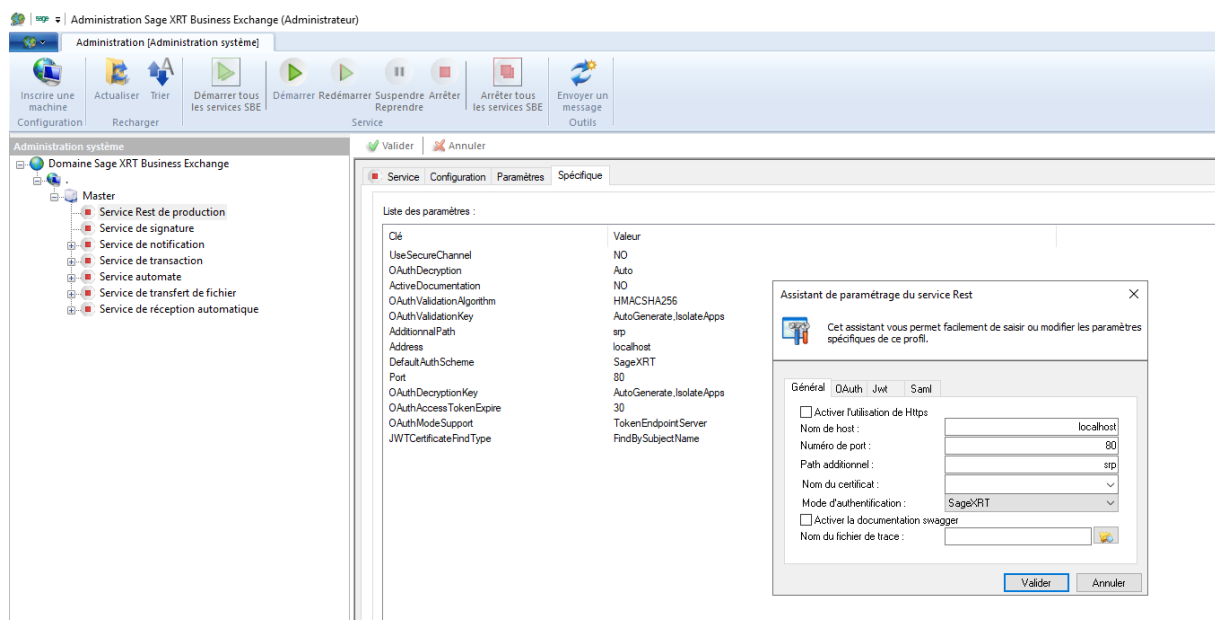 sage Administration Sage XRT Business Exchange (Administrateur)
Administration [Administration système]
Inscrire une machine
Actualiser
Trier
Démarrer tous les services SBE
Démarrer
Redémarrer
Suspendre Reprendre
Arrêter
Arrêter tous les services SBE
Envoyer un message
Configuration
Recharger
Service
Outils
Administration système
Domaine Sage XRT Business Exchange
.
Master
Service Rest de production
Service de signature
Service de notification
Service de transaction
Service automate
Service de transfert de fichier
Service de réception automatique
Valider Annuler
Service Configuration Paramètres Spécifique
Liste des paramètres :
Clé Valeur
UseSecureChannel NO
OAuthDecryption Auto
ActiveDocumentation NO
OAuthValidationAlgorithm HMACSHA256
OAuthValidationKey AutoGenerate,IsolateApps
AdditionnalPath srp
Address localhost
DefaultAuthScheme SageXRT
Port 80
OAuthDecryptionKey AutoGenerate,IsolateApps
OAuthAccessTokenExpire 30
OAuthModeSupport TokenEndpointServer
JWTCertificateFindType FindBySubjectName
Assistant de paramétrage du service Rest
Cet assistant vous permet facilement de saisir ou modifier les paramètres
spécifiques de ce profil.
Général OAuth Jwt Saml
Activer l'utilisation de Https
Nom de host : localhost
Numéro de port : 80
Path additionnel : srp
Nom du certificat :
Mode d'authentification : SageXRT
Activer la documentation swagger
Nom du fichier de trace :
Valider Annuler